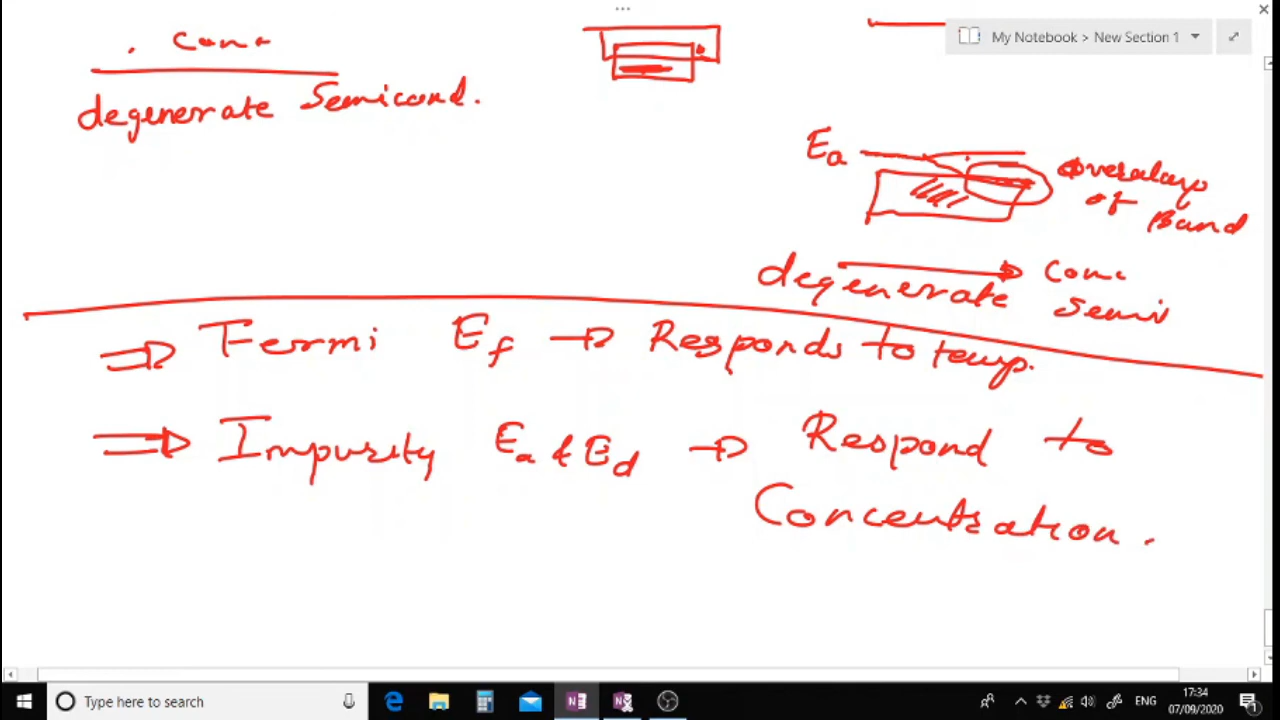 My Notebook > New Section 1
. Conc
degenerate Semicond.
Ea
Overlap
of Band
Conc
degenerate Semi
⇒ Fermi Ef → Responds to temp.
⇒ Impurity Ea & Ed → Respond to
Concentration.
Type here to search
ENG
17:34
07/09/2020
1